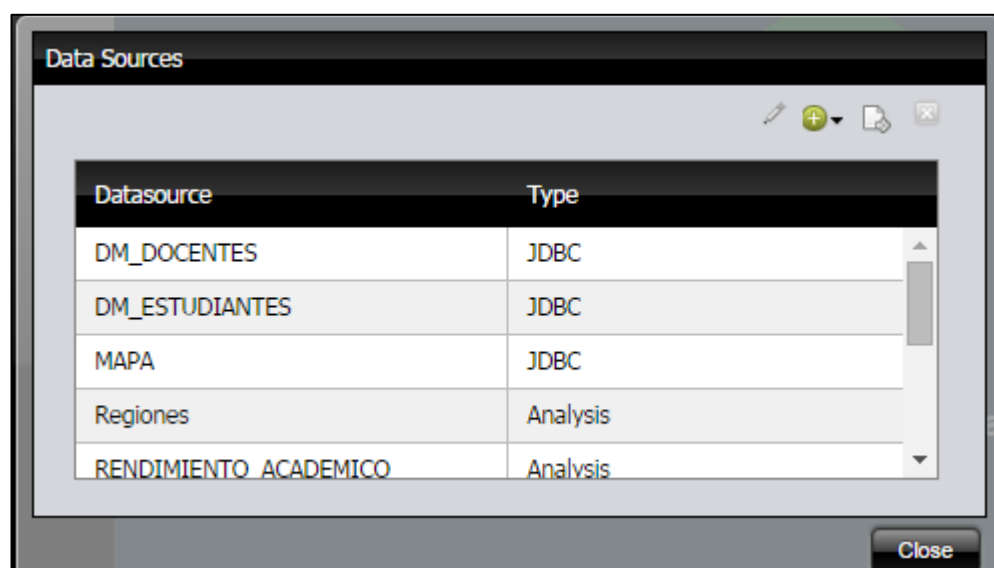 Data Sources
Datasource Type
DM_DOCENTES JDBC
DM_ESTUDIANTES JDBC
MAPA JDBC
Regiones Analysis
RENDIMIENTO_ACADEMICO Analysis
Close